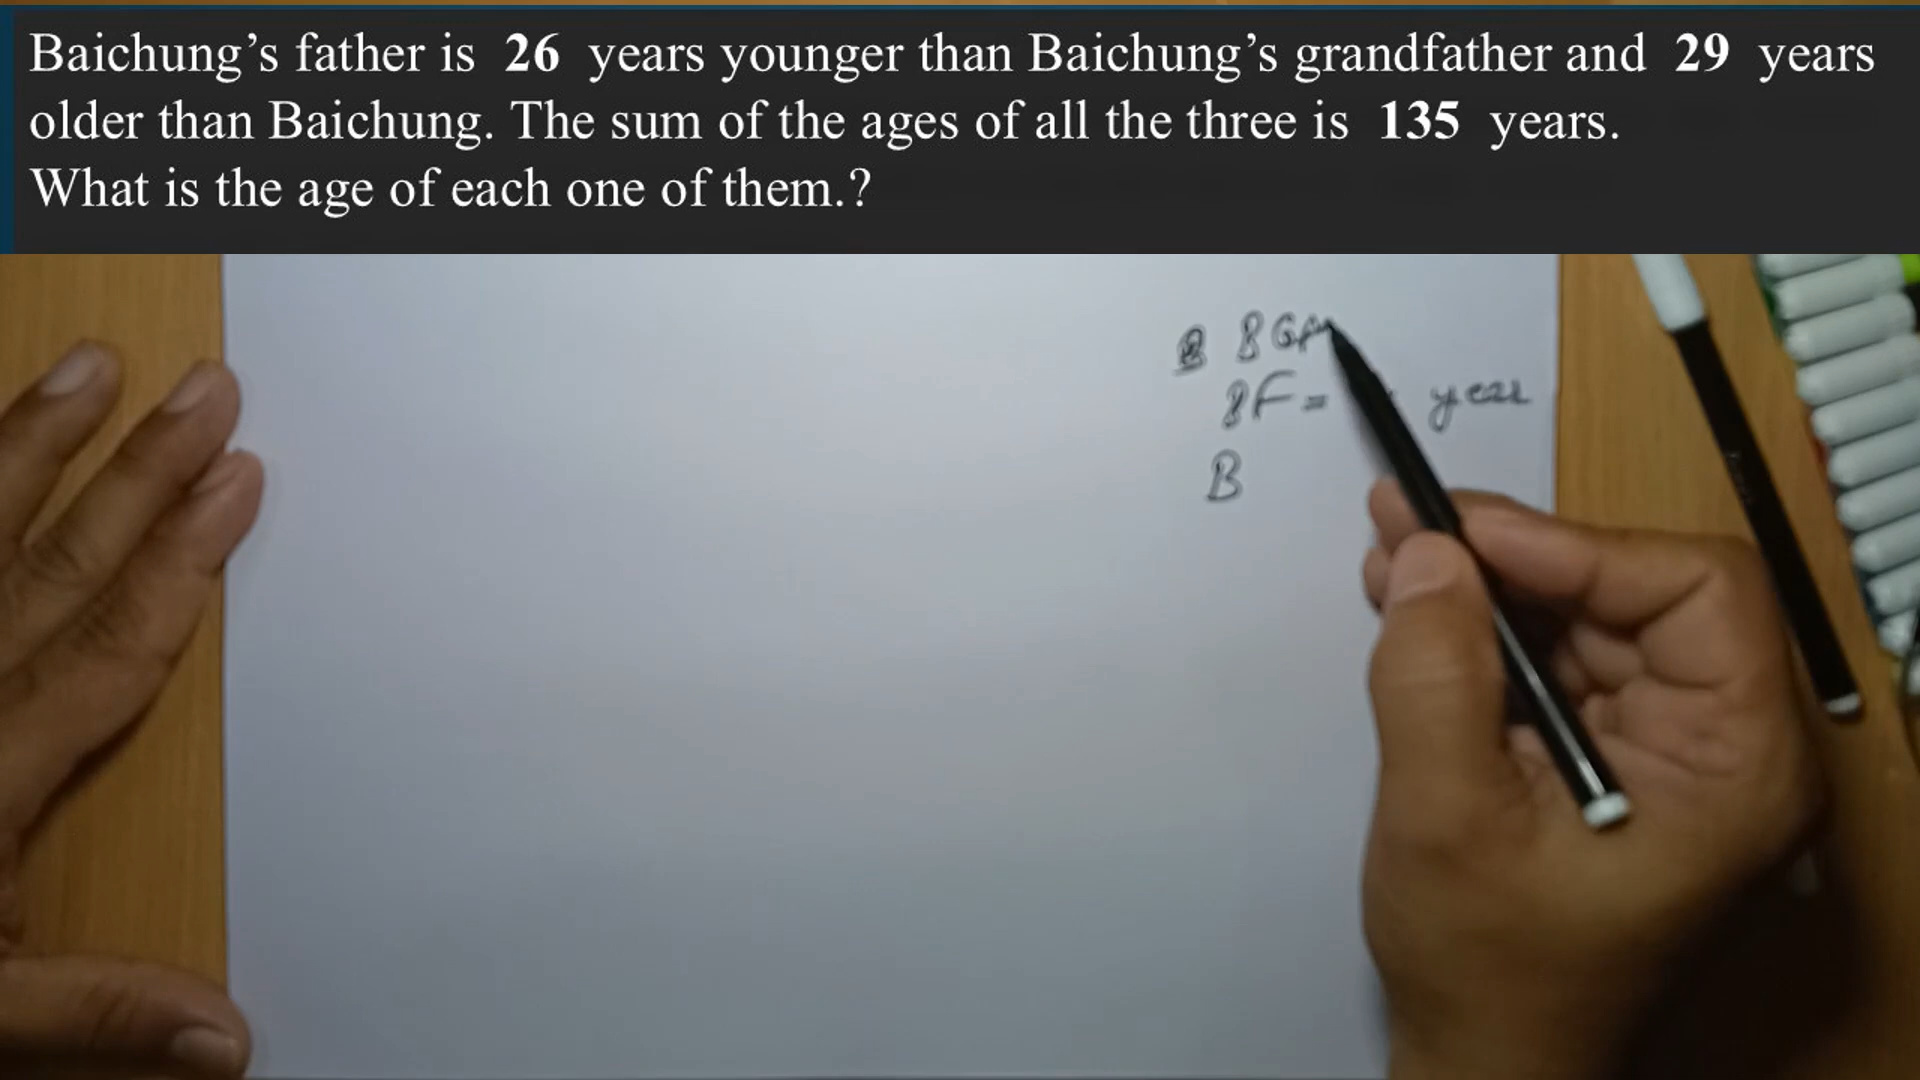 Baichung’s father is 26 years younger than Baichung’s grandfather and 29 years
older than Baichung. The sum of the ages of all the three is 135 years.
What is the age of each one of them.?
BF = year
B